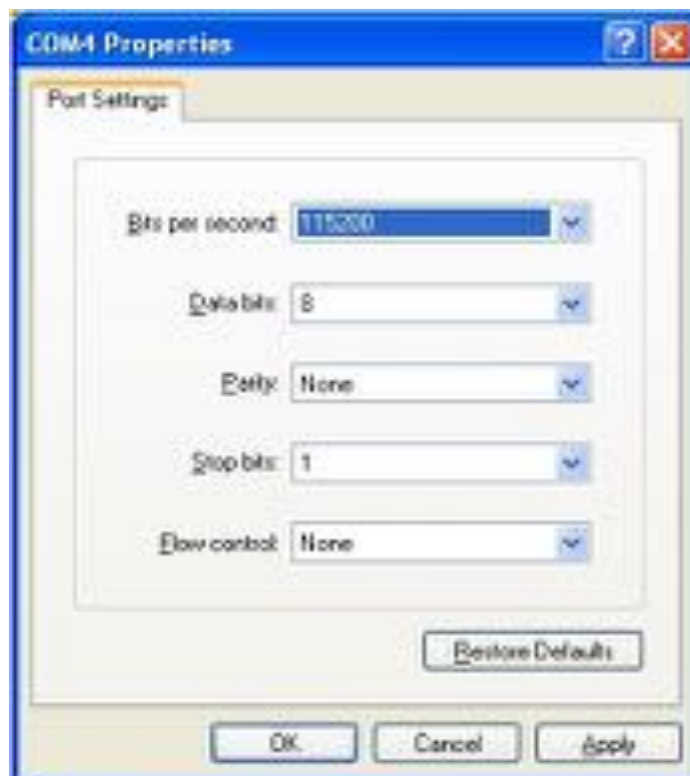 COM4 Properties
Port Settings
Bits per second: 115200
Data bits: 8
Parity: None
Stop bits: 1
Flow control: None
Restore Defaults
OK Cancel Apply